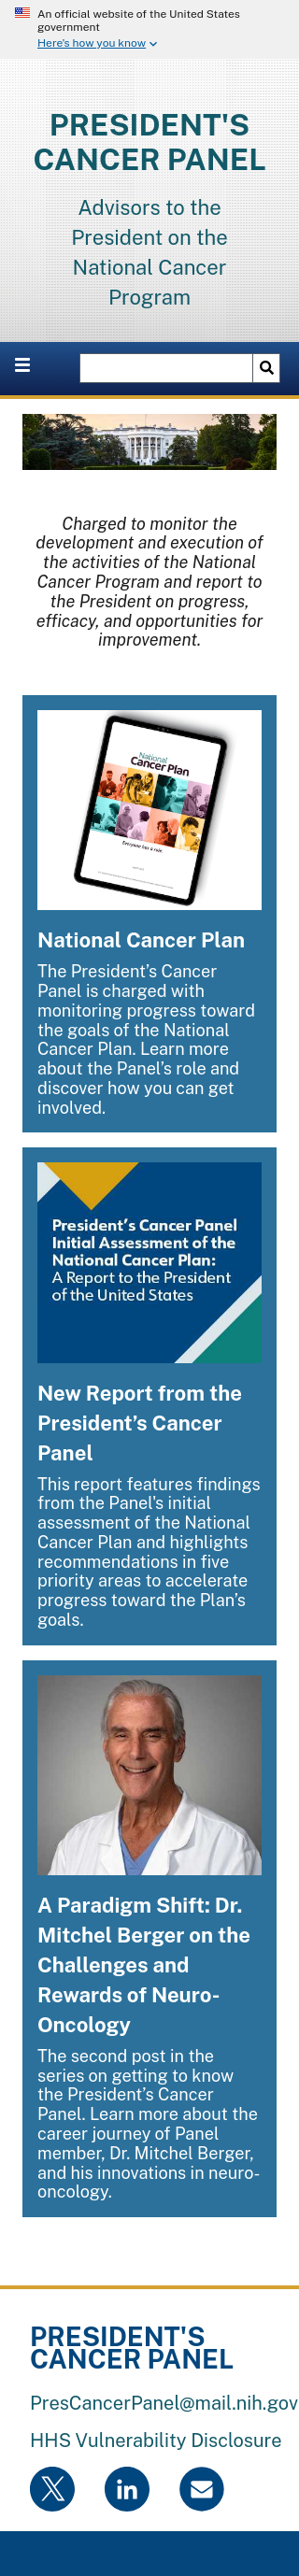 An official website of the United States
government
Here's how you know
PRESIDENT'S
CANCER PANEL
Advisors to the
President on the
National Cancer
Program
Charged to monitor the
development and execution of
the activities of the National
Cancer Program and report to
the President on progress,
efficacy, and opportunities for
improvement.
National
Cancer Plan
Everyone has a role.
National Cancer Plan
The President’s Cancer
Panel is charged with
monitoring progress toward
the goals of the National
Cancer Plan. Learn more
about the Panel's role and
discover how you can get
involved.
President’s Cancer Panel
Initial Assessment of the
National Cancer Plan:
A Report to the President
of the United States
New Report from the
President’s Cancer
Panel
This report features findings
from the Panel's initial
assessment of the National
Cancer Plan and highlights
recommendations in five
priority areas to accelerate
progress toward the Plan’s
goals.
A Paradigm Shift: Dr.
Mitchel Berger on the
Challenges and
Rewards of Neuro-
Oncology
The second post in the
series on getting to know
the President’s Cancer
Panel. Learn more about the
career journey of Panel
member, Dr. Mitchel Berger,
and his innovations in neuro-
oncology.
PRESIDENT'S
CANCER PANEL
PresCancerPanel@mail.nih.gov
HHS Vulnerability Disclosure